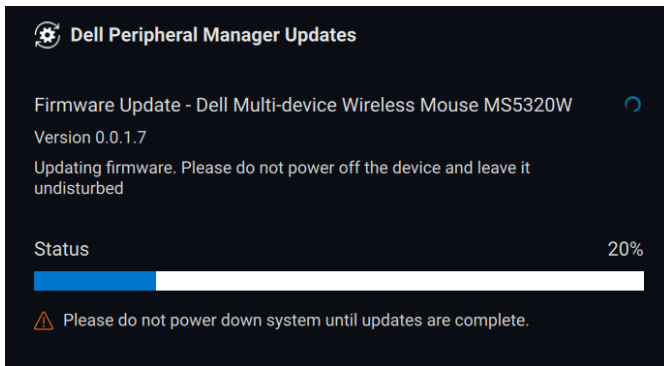 Dell Peripheral Manager Updates
Firmware Update - Dell Multi-device Wireless Mouse MS5320W
Version 0.0.1.7
Updating firmware. Please do not power off the device and leave it
undisturbed
Status 20%
Please do not power down system until updates are complete.